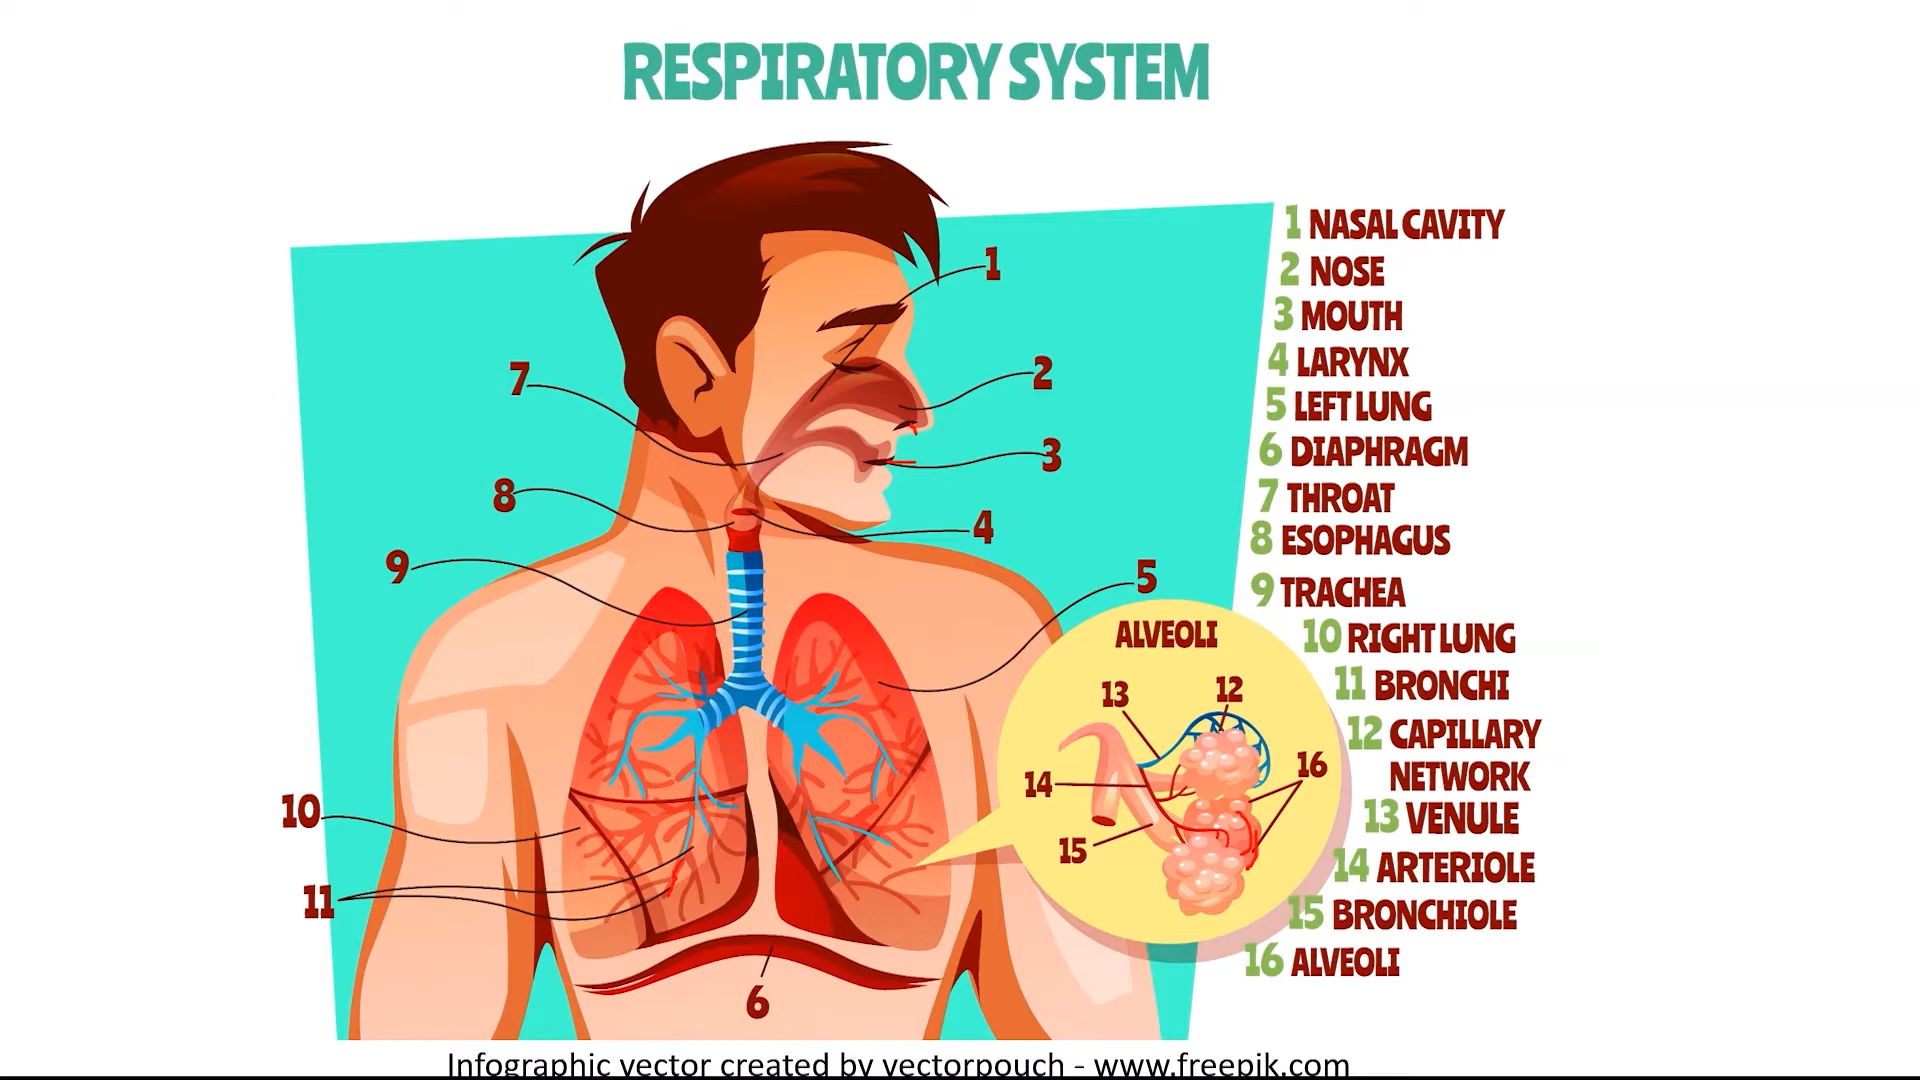 RESPIRATORY SYSTEM
1
2
3
4
5
6
7
8
9
10
11
ALVEOLI
13
12
16
14
15
1 NASAL CAVITY
2 NOSE
3 MOUTH
4 LARYNX
5 LEFT LUNG
6 DIAPHRAGM
7 THROAT
8 ESOPHAGUS
9 TRACHEA
10 RIGHT LUNG
11 BRONCHI
12 CAPILLARY
NETWORK
13 VENULE
14 ARTERIOLE
15 BRONCHIOLE
16 ALVEOLI
Infographic vector created by vectorpouch - www.freepik.com